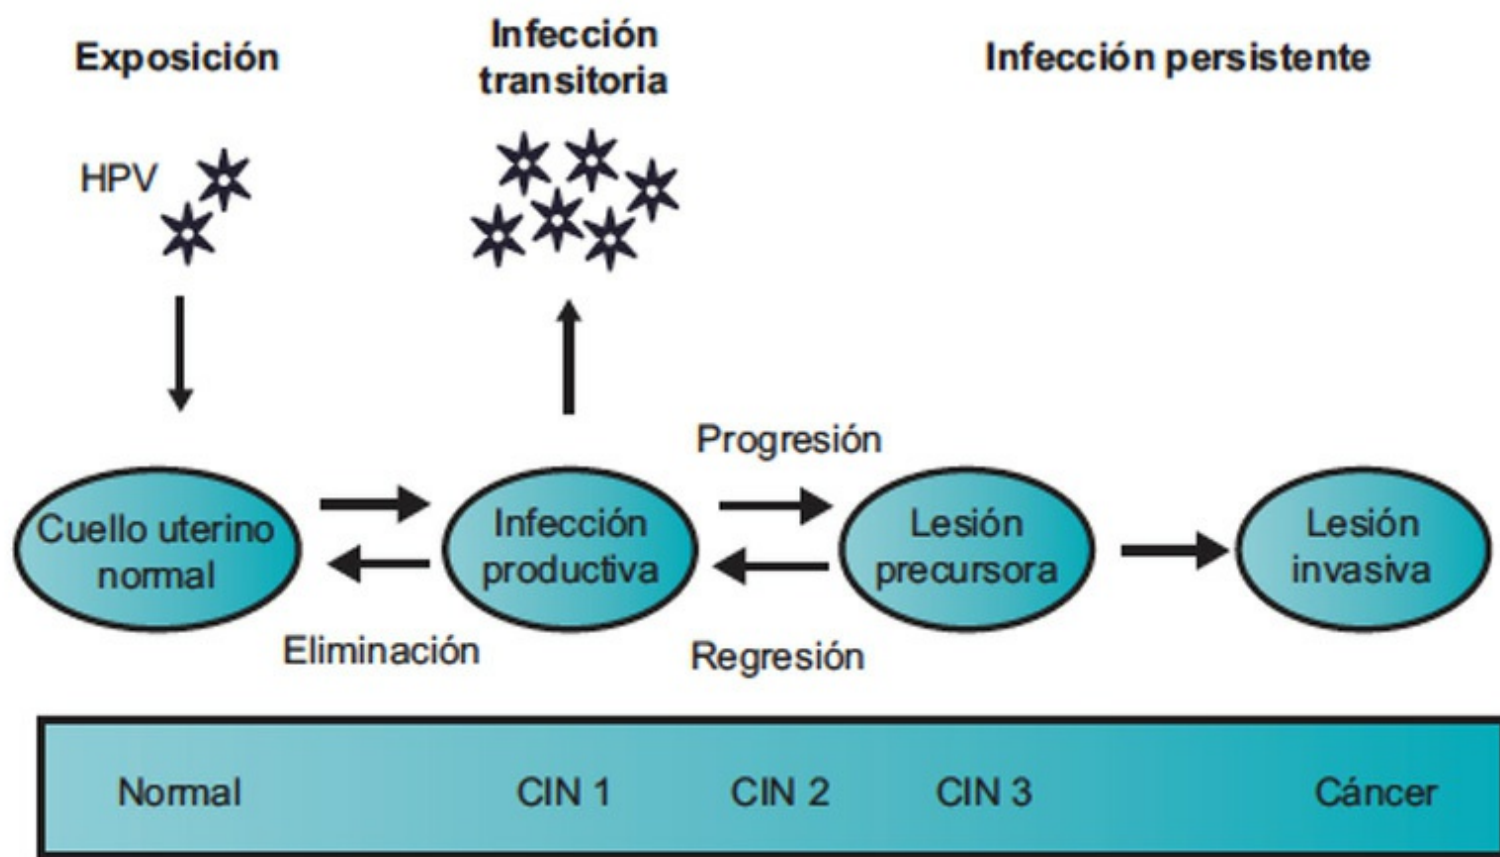 Exposición
Infección
transitoria
Infección persistente
HPV
Progresión
Cuello uterino
normal
Infección
productiva
Lesión
precursora
Lesión
invasiva
Eliminación
Regresión
Normal
CIN 1
CIN 2
CIN 3
Cáncer